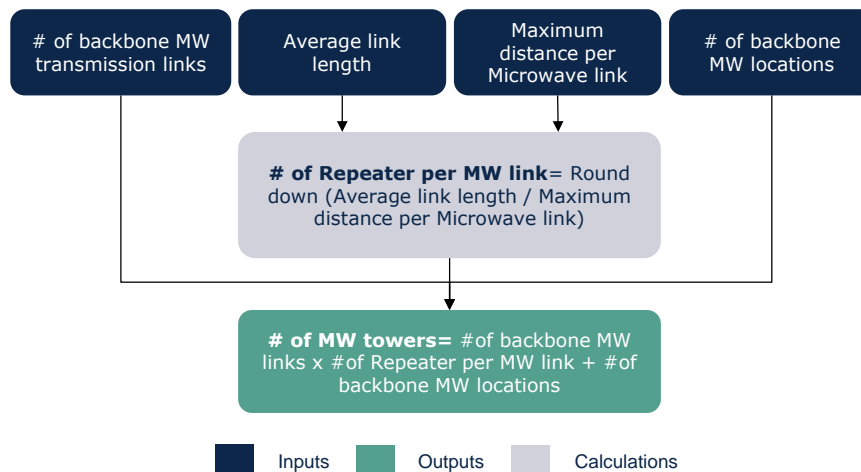 # of backbone MW
transmission links
Average link
length
Maximum
distance per
Microwave link
# of backbone
MW locations
# of Repeater per MW link= Round
down (Average link length / Maximum
distance per Microwave link)
# of MW towers= #of backbone MW
links x #of Repeater per MW link + #of
backbone MW locations
Inputs
Outputs
Calculations